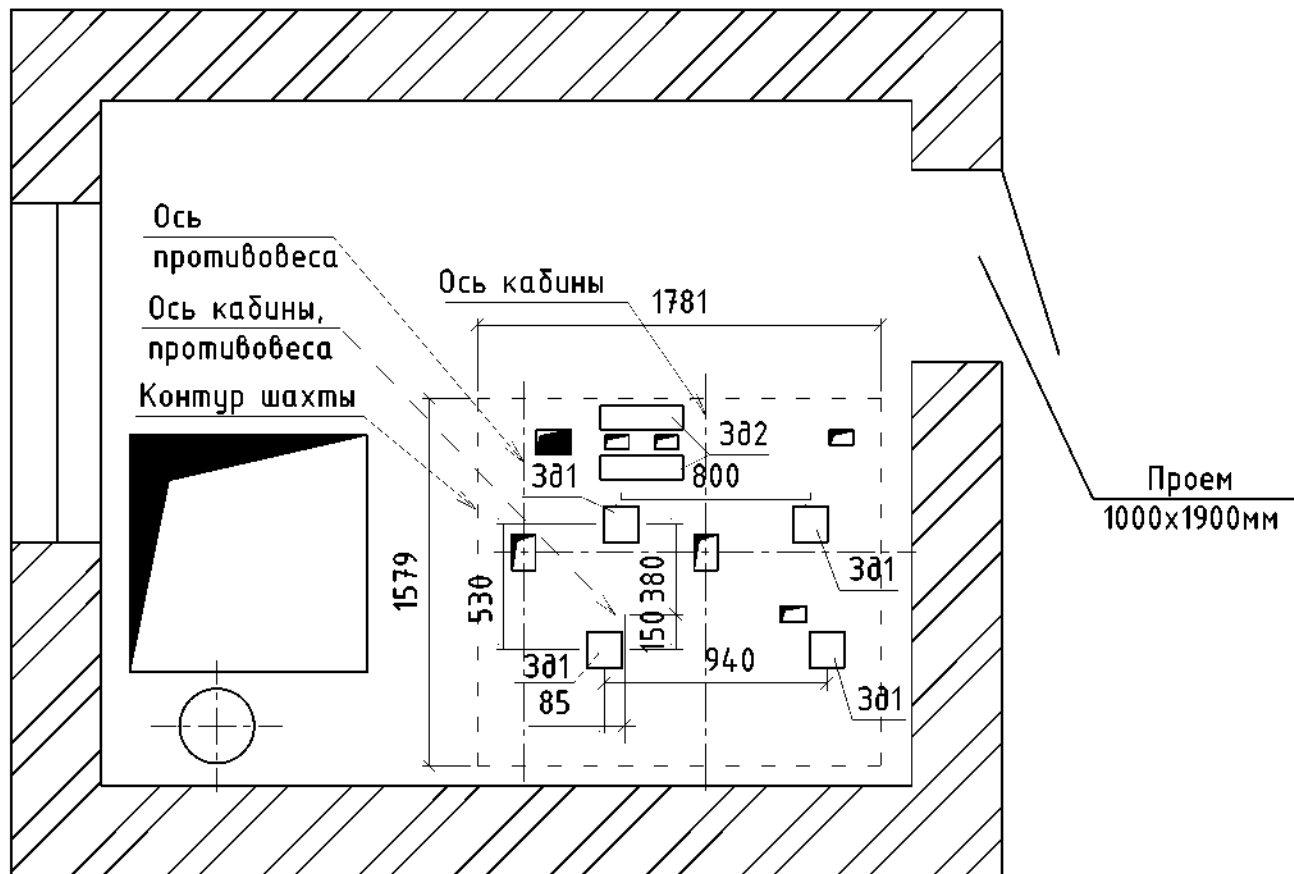 Ось
противовеса
Ось кабины
1781
Ось кабины,
противовеса
Контур шахты
Зд2
Зд1
800
Проем
1000х1900мм
Зд1
1579
530
380
150
Зд1
940
85
Зд1